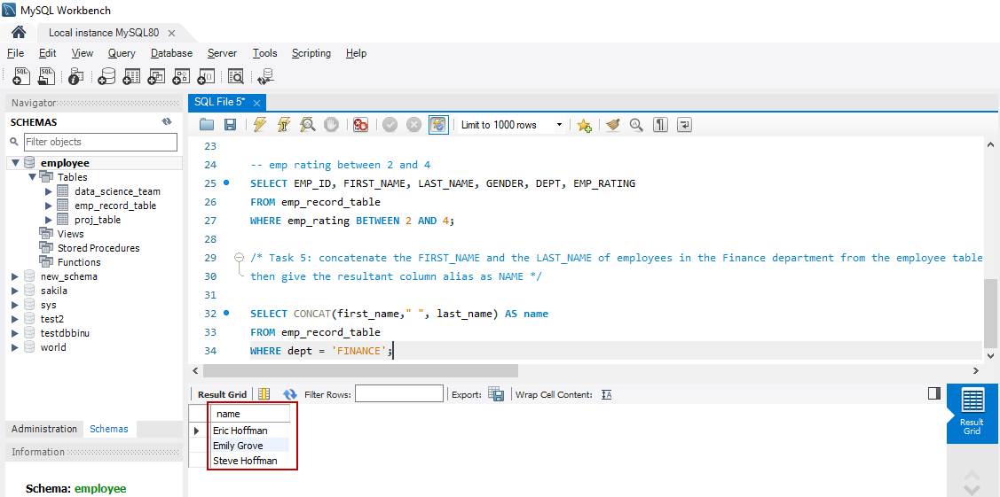 MySQL Workbench
Local instance MySQL80
File Edit View Query Database Server Tools Scripting Help
Navigator
SCHEMAS
Filter objects
employee
Tables
data_science_team
emp_record_table
proj_table
Views
Stored Procedures
Functions
new_schema
sakila
sys
test2
testdbbinu
world
Administration Schemas
Information
Schema: employee
SQL File 5*
Limit to 1000 rows
23
24 -- emp rating between 2 and 4
25 SELECT EMP_ID, FIRST_NAME, LAST_NAME, GENDER, DEPT, EMP_RATING
26 FROM emp_record_table
27 WHERE emp_rating BETWEEN 2 AND 4;
28
29 /* Task 5: concatenate the FIRST_NAME and the LAST_NAME of employees in the Finance department from the employee table
30 then give the resultant column alias as NAME */
31
32 SELECT CONCAT(first_name," ", last_name) AS name
33 FROM emp_record_table
34 WHERE dept = 'FINANCE';
Result Grid Filter Rows: Export: Wrap Cell Content:
name
Eric Hoffman
Emily Grove
Steve Hoffman
Result
Grid